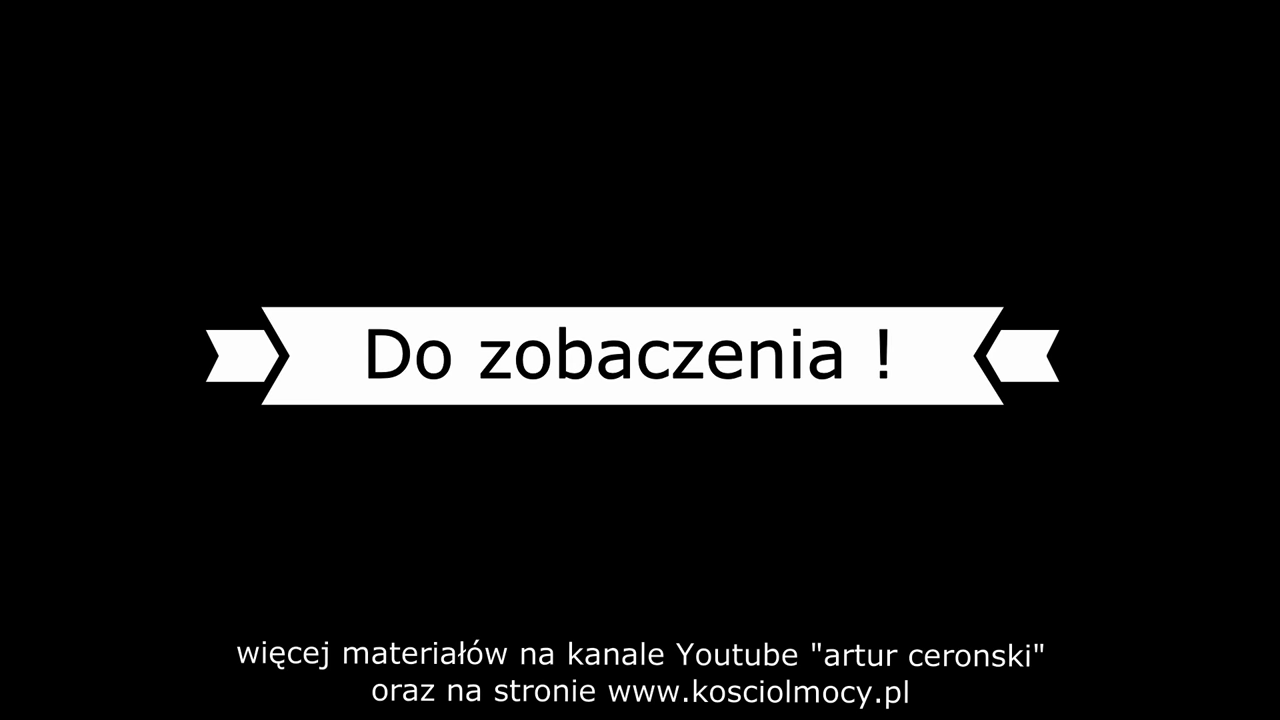 Do zobaczenia !
więcej materiałów na kanale Youtube "artur ceronski"
oraz na stronie www.kosciolmocy.pl